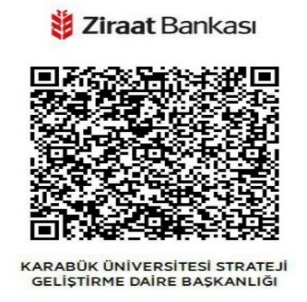 Ziraat Bankası
KARABÜK ÜNİVERSİTESİ STRATEJİ
GELİŞTİRME DAİRE BAŞKANLIĞI